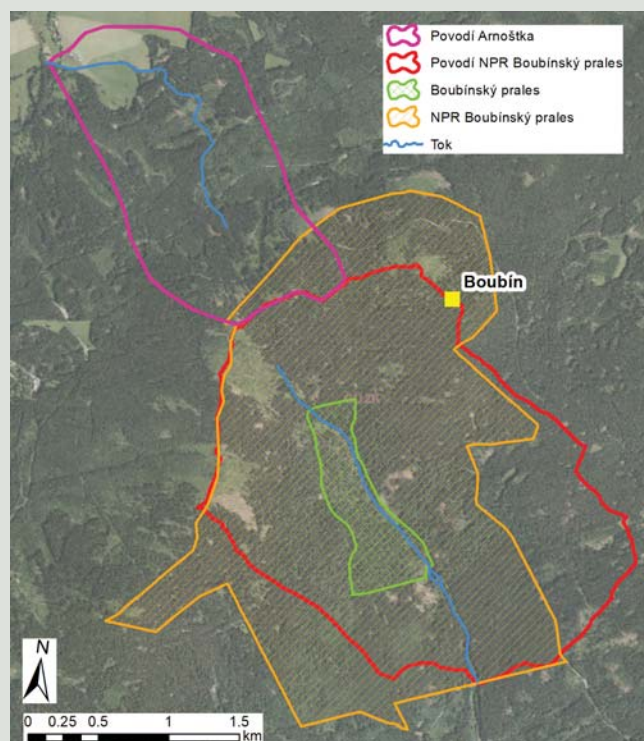 Povodí Arnoštka
Povodí NPR Boubínský prales
Boubínský prales
NPR Boubínský prales
Tok
Boubín
N
0 0.25 0.5 1 1.5
km